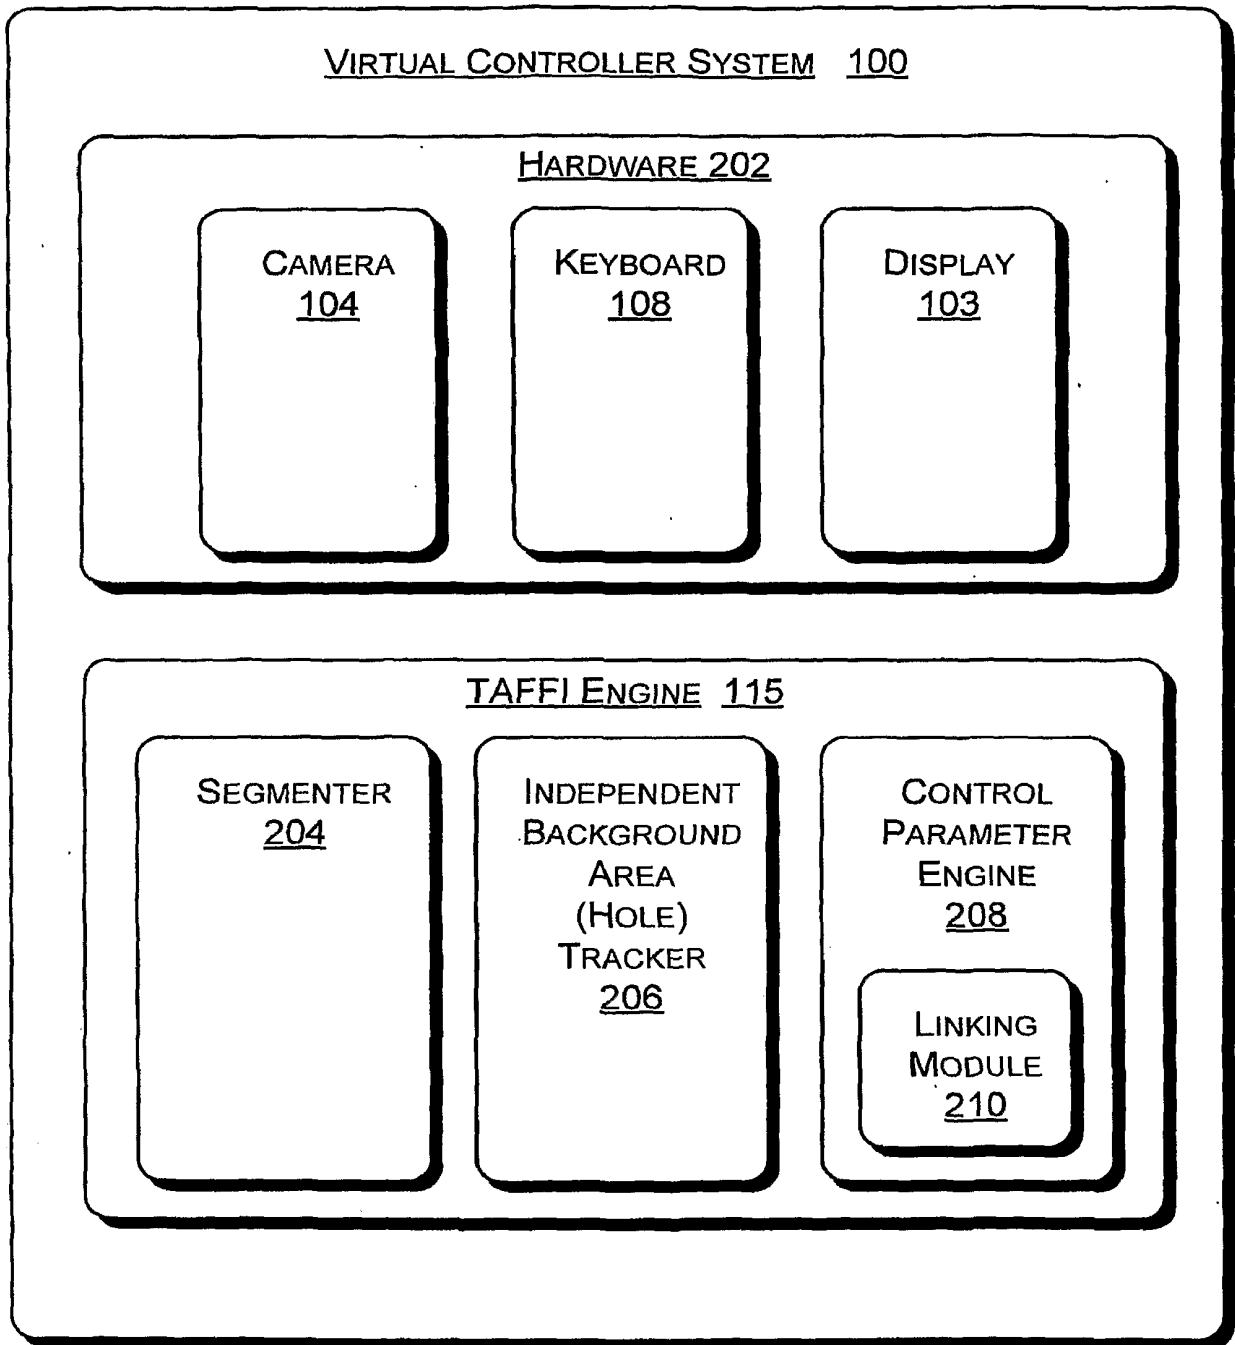 VIRTUAL CONTROLLER SYSTEM 100
HARDWARE 202
CAMERA
104
KEYBOARD
108
DISPLAY
103
TAFFI ENGINE 115
SEGMENTER
204
INDEPENDENT
BACKGROUND
AREA
(HOLE)
TRACKER
206
CONTROL
PARAMETER
ENGINE
208
LINKING
MODULE
210